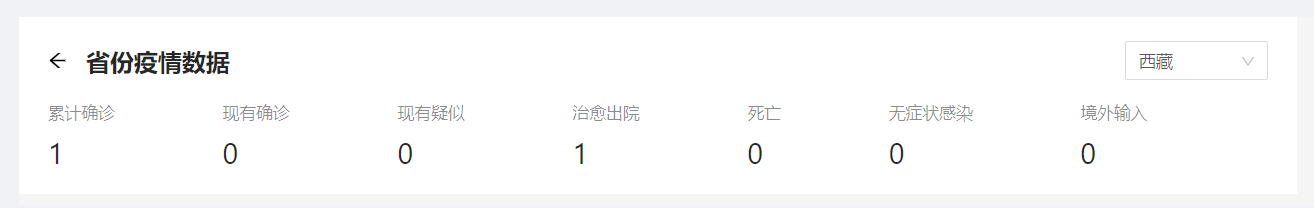 省份疫情数据
西藏
累计确诊 现有确诊 现有疑似 治愈出院 死亡 无症状感染 境外输入
1 0 0 1 0 0 0